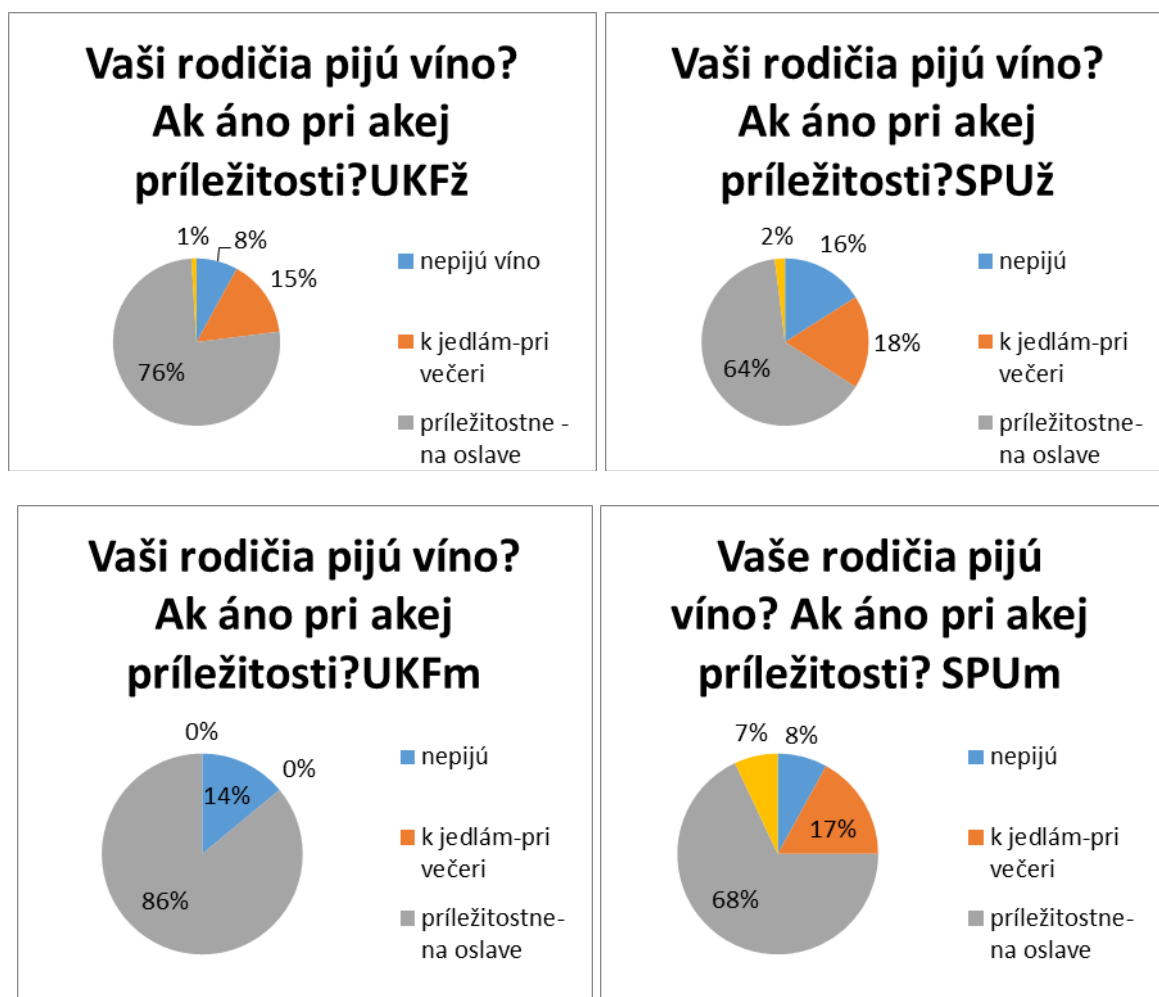 Vaši rodičia pijú víno?
Ak áno pri akej
príležitosti?UKFž
1%
8%
15%
76%
nepijú víno
k jedlám-pri
večeri
príležitostne -
na oslave
Vaši rodičia pijú víno?
Ak áno pri akej
príležitosti?SPUž
2%
16%
18%
64%
nepijú
k jedlám-pri
večeri
príležitostne-
na oslave
Vaši rodičia pijú víno?
Ak áno pri akej
príležitosti?UKFm
0%
0%
14%
86%
nepijú
k jedlám-pri
večeri
príležitostne-
na oslave
Vaše rodičia pijú
víno? Ak áno pri akej
príležitosti? SPUm
7%
8%
17%
68%
nepijú
k jedlám-pri
večeri
príležitostne-
na oslave